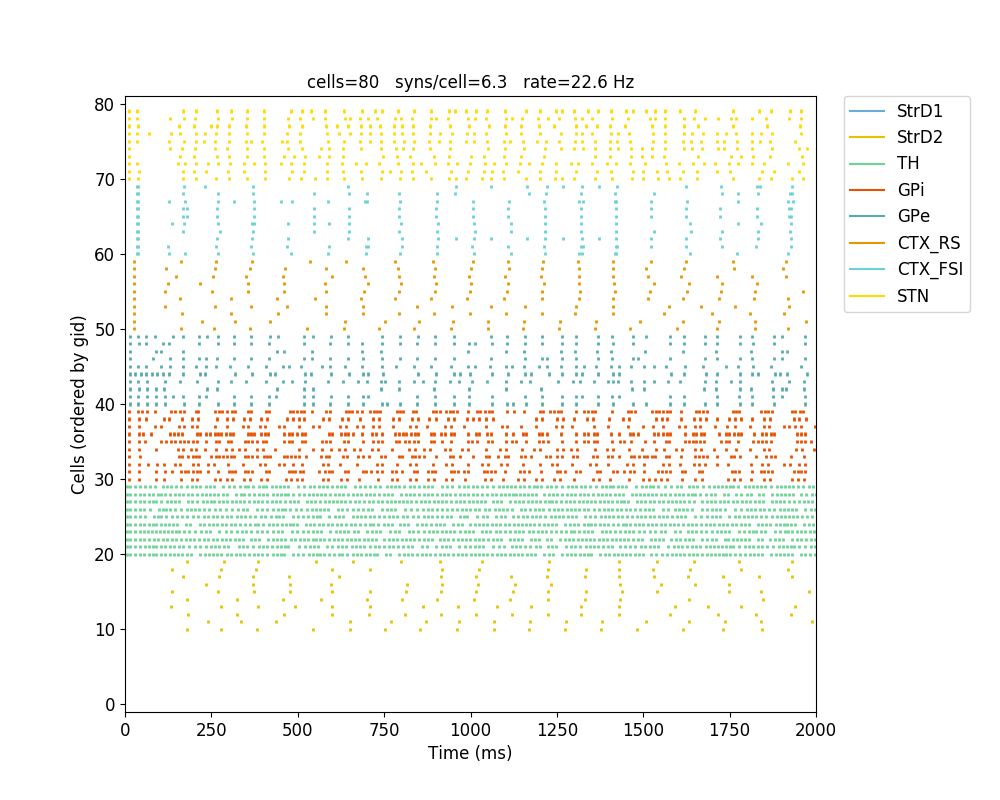 cells=80 syns/cell=6.3 rate=22.6 Hz
80
70
60
50
40
30
20
10
0
Cells (ordered by gid)
0 250 500 750 1000 1250 1500 1750 2000
Time (ms)
StrD1
StrD2
TH
GPi
GPe
CTX_RS
CTX_FSI
STN